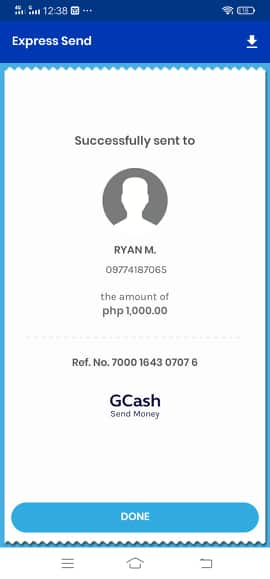 12:38
Express Send
Successfully sent to
RYAN M.
09774187065
the amount of
php 1,000.00
Ref. No. 7000 1643 0707 6
GCash
Send Money
DONE